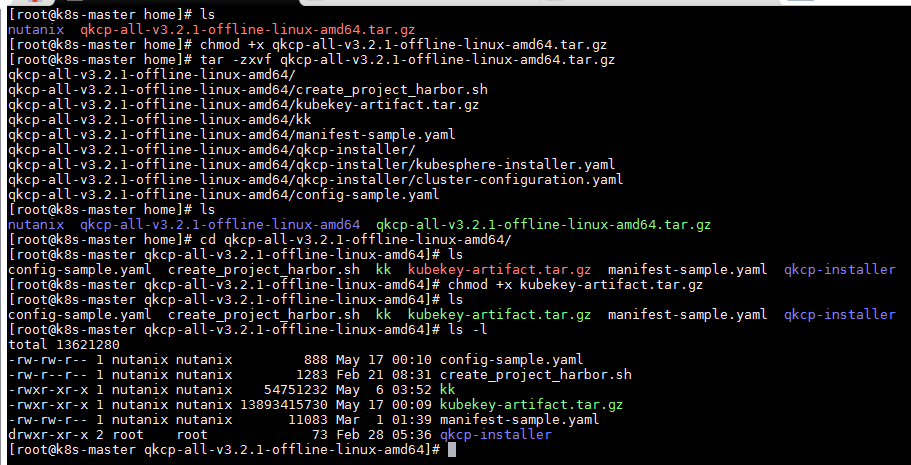 [root@k8s-master home]# ls
nutanix  qkcp-all-v3.2.1-offline-linux-amd64.tar.gz
[root@k8s-master home]# chmod +x qkcp-all-v3.2.1-offline-linux-amd64.tar.gz
[root@k8s-master home]# tar -zxvf qkcp-all-v3.2.1-offline-linux-amd64.tar.gz
qkcp-all-v3.2.1-offline-linux-amd64/
qkcp-all-v3.2.1-offline-linux-amd64/create_project_harbor.sh
qkcp-all-v3.2.1-offline-linux-amd64/kubekey-artifact.tar.gz
qkcp-all-v3.2.1-offline-linux-amd64/kk
qkcp-all-v3.2.1-offline-linux-amd64/manifest-sample.yaml
qkcp-all-v3.2.1-offline-linux-amd64/qkcp-installer/
qkcp-all-v3.2.1-offline-linux-amd64/qkcp-installer/kubesphere-installer.yaml
qkcp-all-v3.2.1-offline-linux-amd64/qkcp-installer/cluster-configuration.yaml
qkcp-all-v3.2.1-offline-linux-amd64/config-sample.yaml
[root@k8s-master home]# ls
nutanix  qkcp-all-v3.2.1-offline-linux-amd64  qkcp-all-v3.2.1-offline-linux-amd64.tar.gz
[root@k8s-master home]# cd qkcp-all-v3.2.1-offline-linux-amd64/
[root@k8s-master qkcp-all-v3.2.1-offline-linux-amd64]# ls
config-sample.yaml  create_project_harbor.sh  kk  kubekey-artifact.tar.gz  manifest-sample.yaml  qkcp-installer
[root@k8s-master qkcp-all-v3.2.1-offline-linux-amd64]# chmod +x kubekey-artifact.tar.gz
[root@k8s-master qkcp-all-v3.2.1-offline-linux-amd64]# ls
config-sample.yaml  create_project_harbor.sh  kk  kubekey-artifact.tar.gz  manifest-sample.yaml  qkcp-installer
[root@k8s-master qkcp-all-v3.2.1-offline-linux-amd64]# ls -l
total 13621280
-rw-rw-r-- 1 nutanix nutanix         888 May 17 00:10 config-sample.yaml
-rw-r--r-- 1 nutanix nutanix        1283 Feb 21 08:31 create_project_harbor.sh
-rwxr-xr-x 1 nutanix nutanix    54751232 May  6 03:52 kk
-rwxr-xr-x 1 nutanix nutanix 13893415730 May 17 00:09 kubekey-artifact.tar.gz
-rw-rw-r-- 1 nutanix nutanix       11083 Mar  1 01:39 manifest-sample.yaml
drwxr-xr-x 2 root    root             73 Feb 28 05:36 qkcp-installer
[root@k8s-master qkcp-all-v3.2.1-offline-linux-amd64]#